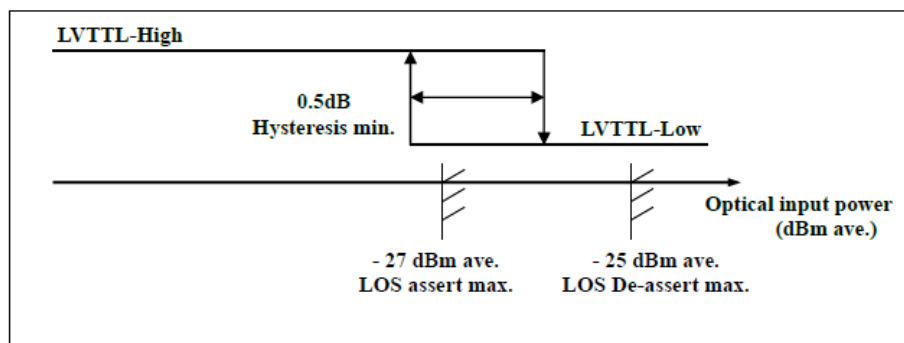 LVTTL-High
0.5dB
Hysteresis min.
LVTTL-Low
Optical input power
(dBm ave.)
- 27 dBm ave.
LOS assert max.
- 25 dBm ave.
LOS De-assert max.